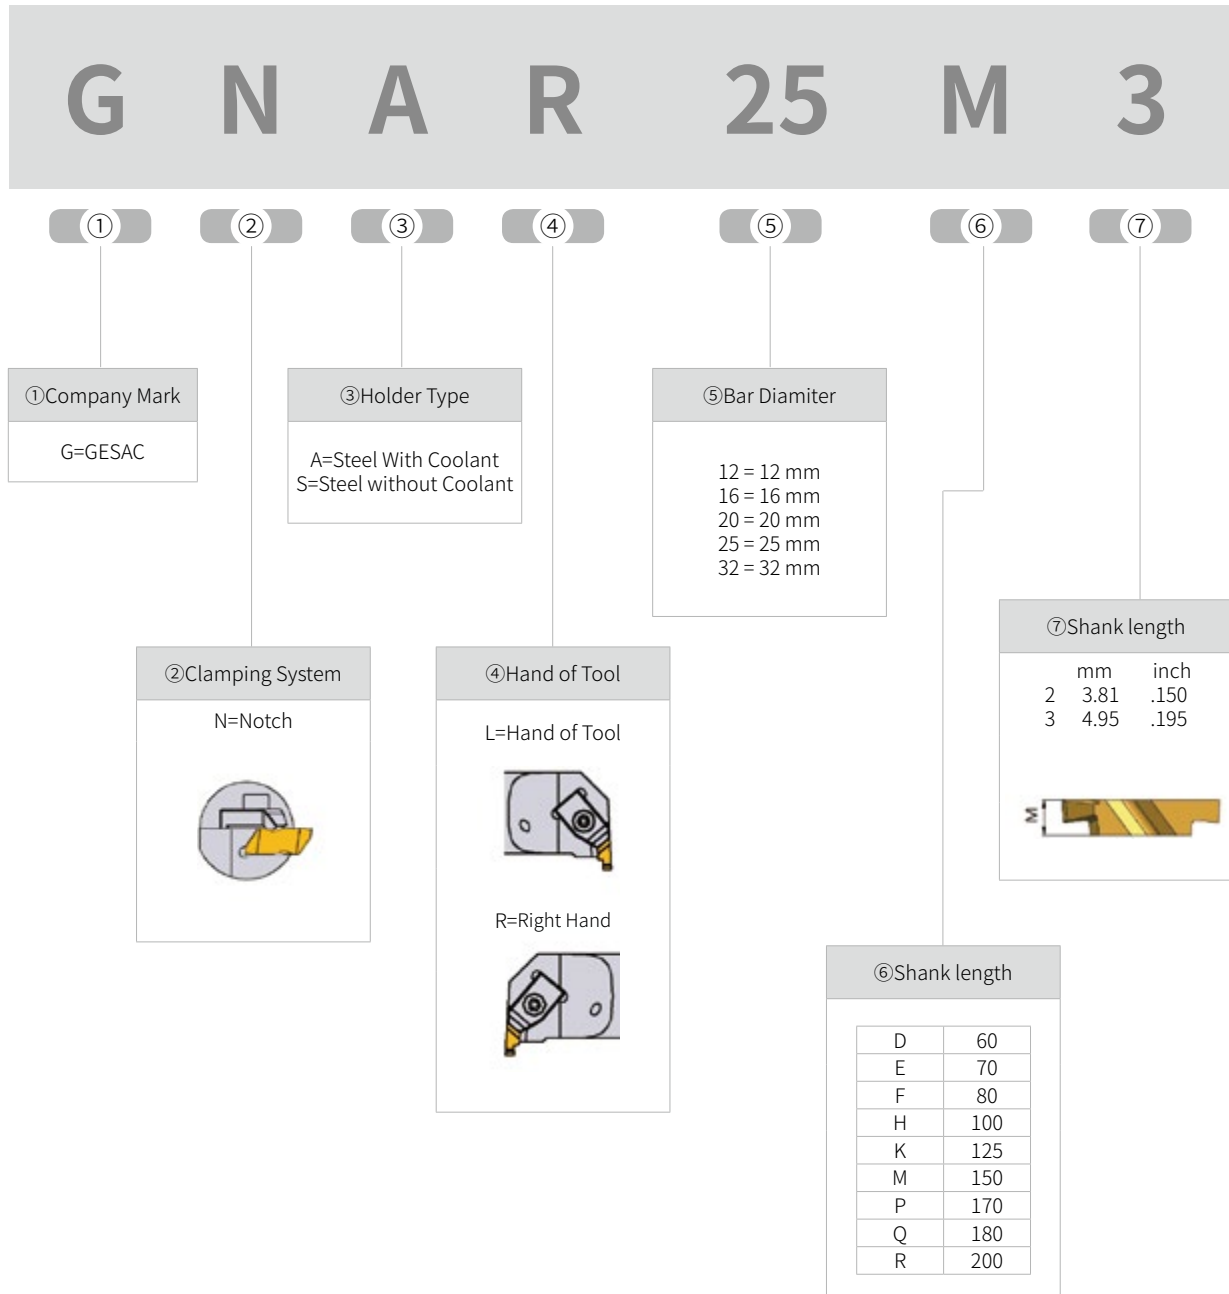 G N A R 25 M 3
① ② ③ ④ ⑤ ⑥ ⑦
①Company Mark
G=GESAC
③Holder Type
A=Steel With Coolant
S=Steel without Coolant
⑤Bar Diamiter
12 = 12 mm
16 = 16 mm
20 = 20 mm
25 = 25 mm
32 = 32 mm
⑦Shank length
mm inch
2 3.81 .150
3 4.95 .195
M
②Clamping System
N=Notch
④Hand of Tool
L=Hand of Tool
R=Right Hand
⑥Shank length
D 60
E 70
F 80
H 100
K 125
M 150
P 170
Q 180
R 200